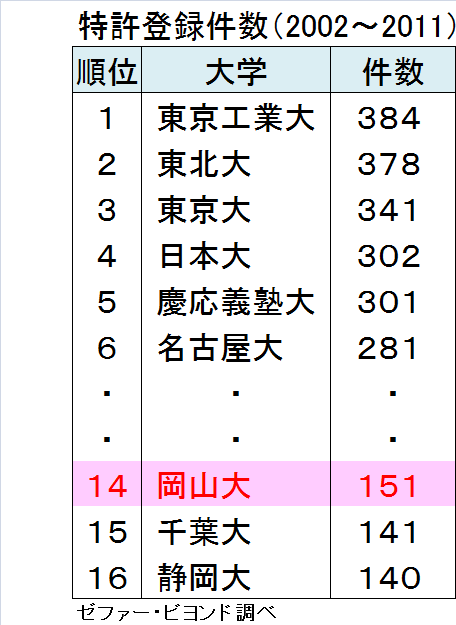 特許登録件数(2002～2011)
順位 大学 件数
1 東京工業大 384
2 東北大 378
3 東京大 341
4 日本大 302
5 慶応義塾大 301
6 名古屋大 281
・ ・ ・
・ ・ ・
14 岡山大 151
15 千葉大 141
16 静岡大 140
ゼファー・ビヨンド調べ